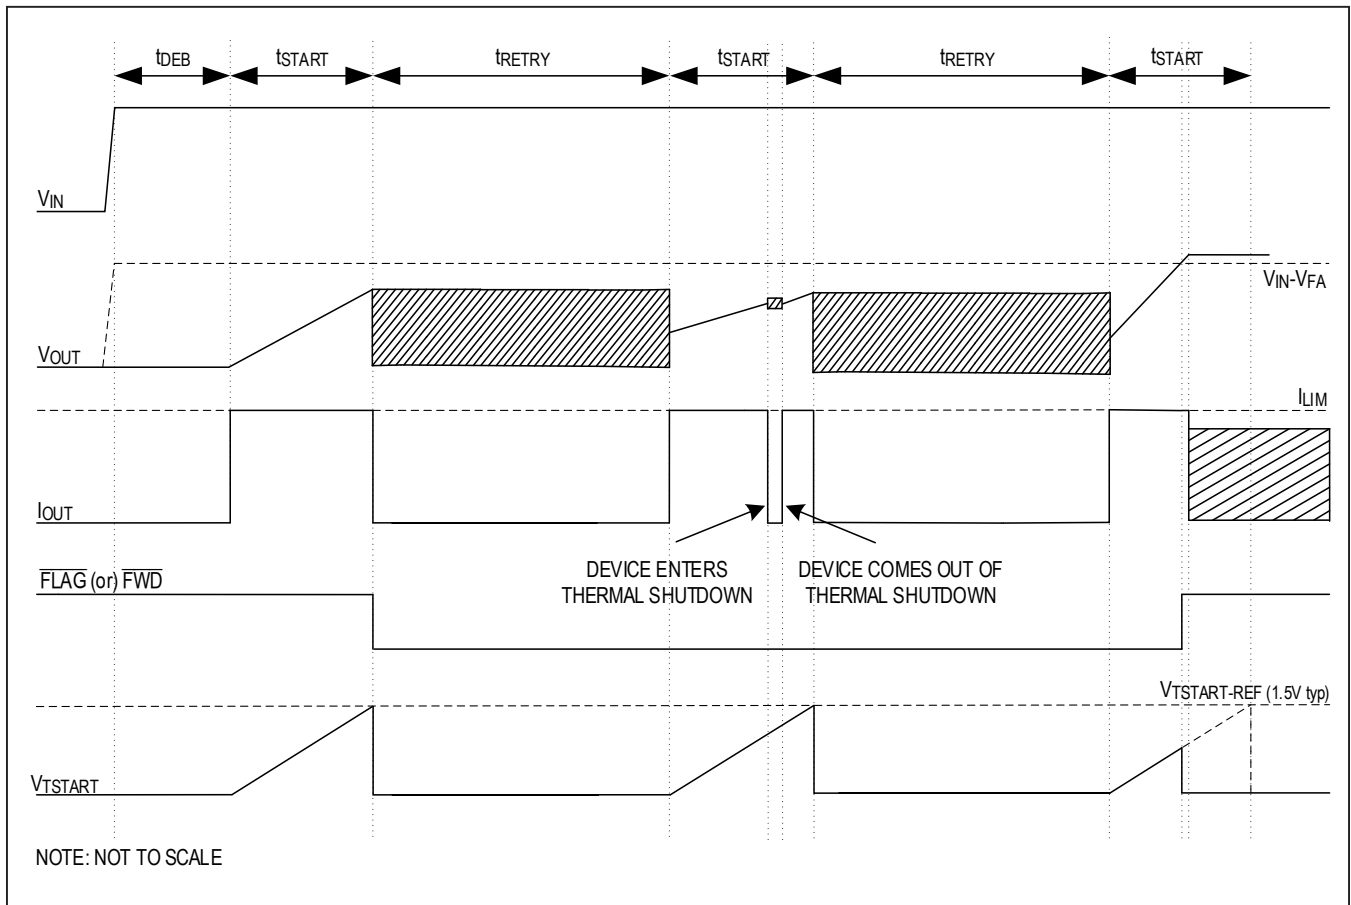 tDEB tSTART tRETRY tSTART tRETRY tSTART
VIN
VIN-VFA
VOUT
ILIM
IOUT
DEVICE ENTERS
THERMAL SHUTDOWN
DEVICE COMES OUT OF
THERMAL SHUTDOWN
FLAG (or) FWD
VTSTART-REF (1.5V typ)
VTSTART
NOTE: NOT TO SCALE